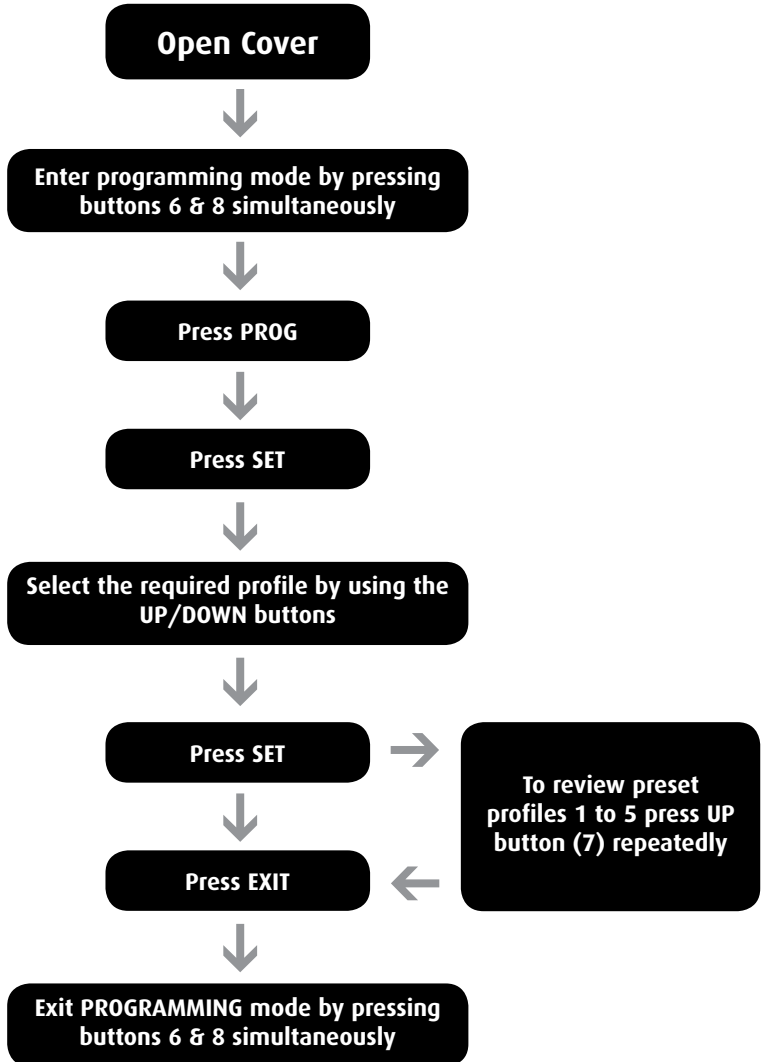 Open Cover
Enter programming mode by pressing
buttons 6 & 8 simultaneously
Press PROG
Press SET
Select the required profile by using the
UP/DOWN buttons
Press SET
To review preset
profiles 1 to 5 press UP
button (7) repeatedly
Press EXIT
Exit PROGRAMMING mode by pressing
buttons 6 & 8 simultaneously